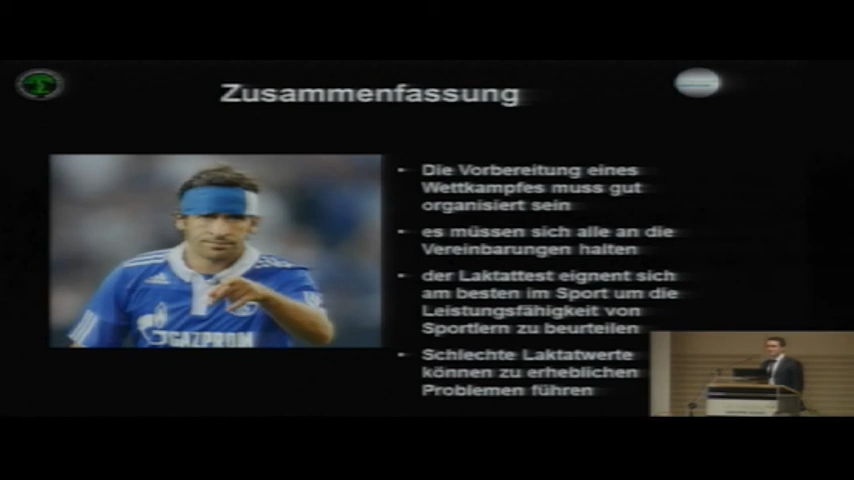 Zusammenfassung
• Die Vorbereitung eines
Wettkampfes muss gut
organisiert sein
• es müssen sich alle an die
Vereinbarungen halten
• der Laktattest eignent sich
am besten im Sport um die
Leistungsfähigkeit von
Sportlern zu beurteilen
• Schlechte Laktatwerte
können zu erheblichen
Problemen führen
GAZPROM